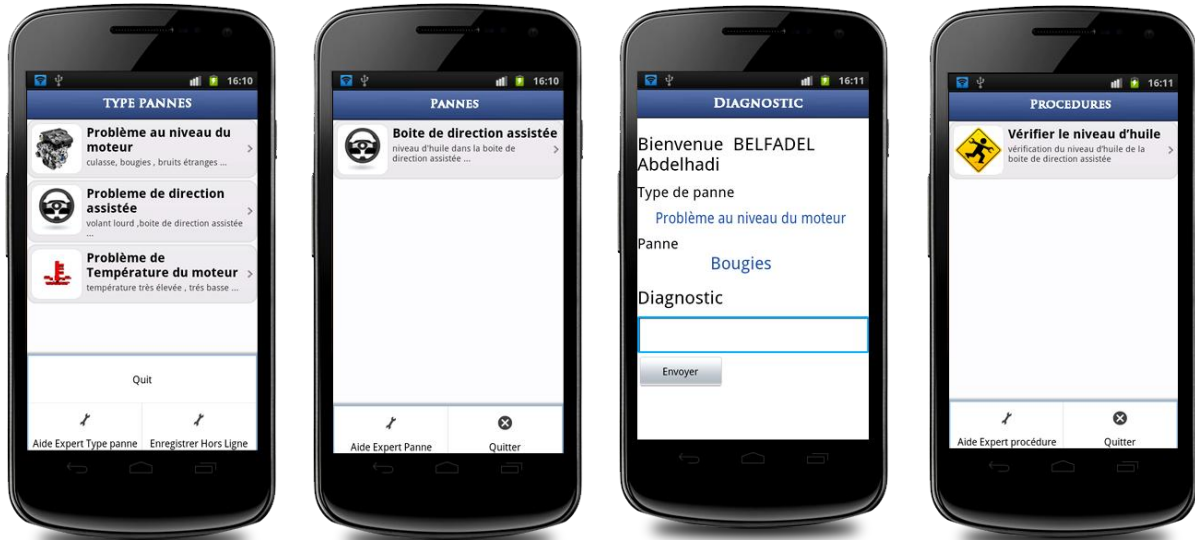 16:10
TYPE PANNES
Problème au niveau du
moteur
culasse, bougies , bruits étranges ...
Probleme de direction
assistée
volant lourd ,boite de direction assistée
...
Problème de
Température du moteur
température très élevée , trés basse ...
Quit
Aide Expert Type panne
Enregistrer Hors Ligne
16:10
PANNES
Boite de direction assistée
niveau d'huile dans la boite de
direction assistée ...
Aide Expert Panne
Quitter
16:11
DIAGNOSTIC
Bienvenue BELFADEL
Abdelhadi
Type de panne
Problème au niveau du moteur
Panne
Bougies
Diagnostic
Envoyer
16:11
PROCEDURES
Vérifier le niveau d'huile
vérification du niveau d'huile de la
boite de direction assistée
Aide Expert procédure
Quitter